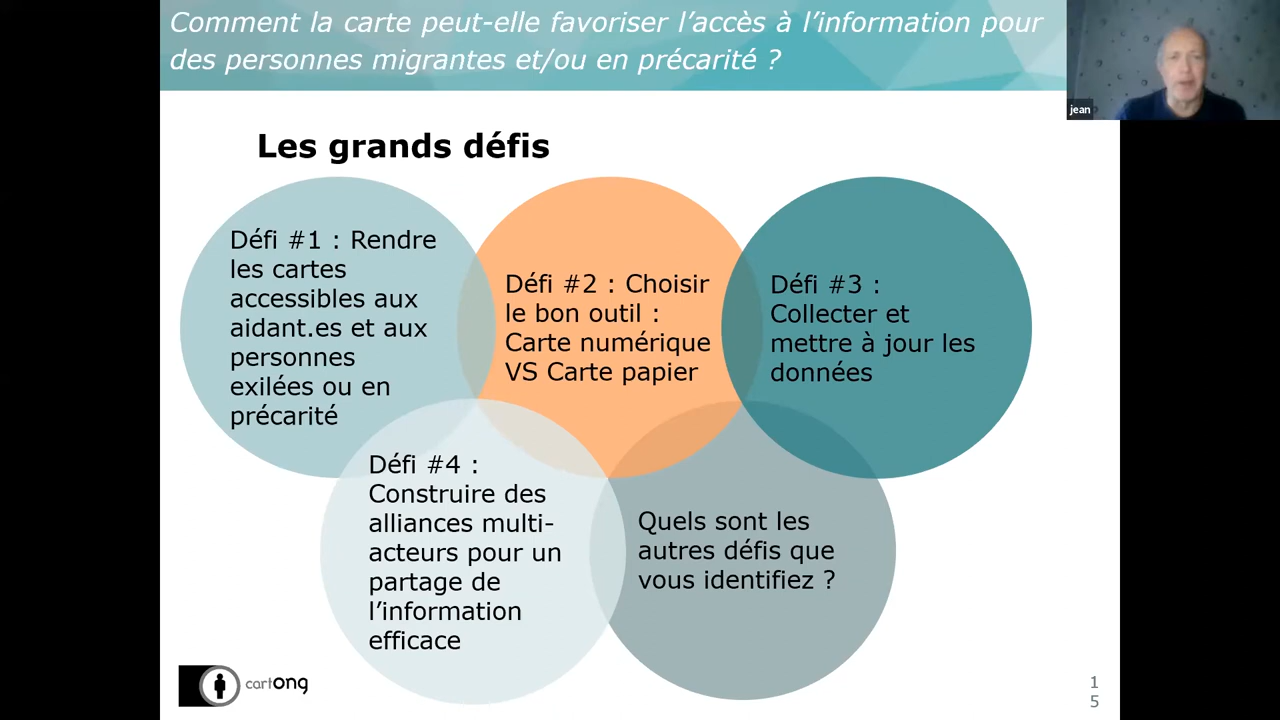 Comment la carte peut-elle favoriser l’accès à l’information pour
des personnes migrantes et/ou en précarité ?
jean
Les grands défis
Défi #1 : Rendre
les cartes
accessibles aux
aidant.es et aux
personnes
exilées ou en
précarité
Défi #2 : Choisir
le bon outil :
Carte numérique
VS Carte papier
Défi #3 :
Collecter et
mettre à jour les
données
Défi #4 :
Construire des
alliances multi-
acteurs pour un
partage de
l’information
efficace
Quels sont les
autres défis que
vous identifiez ?
cartong
1
5